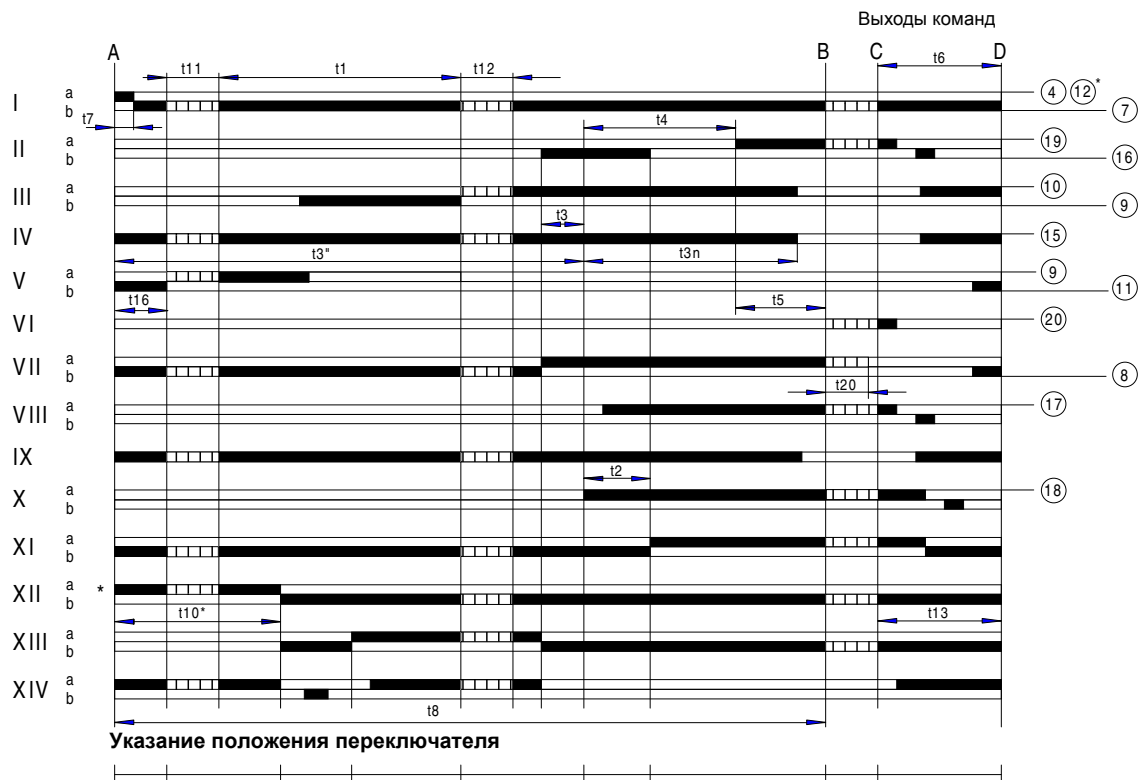 Выходы команд
A B C D
t11 t1 t12 t6
I a b 4 12* 7
t7 t4
II a b 19 16
III a b 10 9
t3
IV 15
t3" t3n
V a b 9 11
t16 t5
VI 20
VII a b 8
t20
VIII a b 17
IX
t2
X a b 18
XI a b
* XII a b
t10* t13
XIII a b
XIV a b
t8
Указание положения переключателя